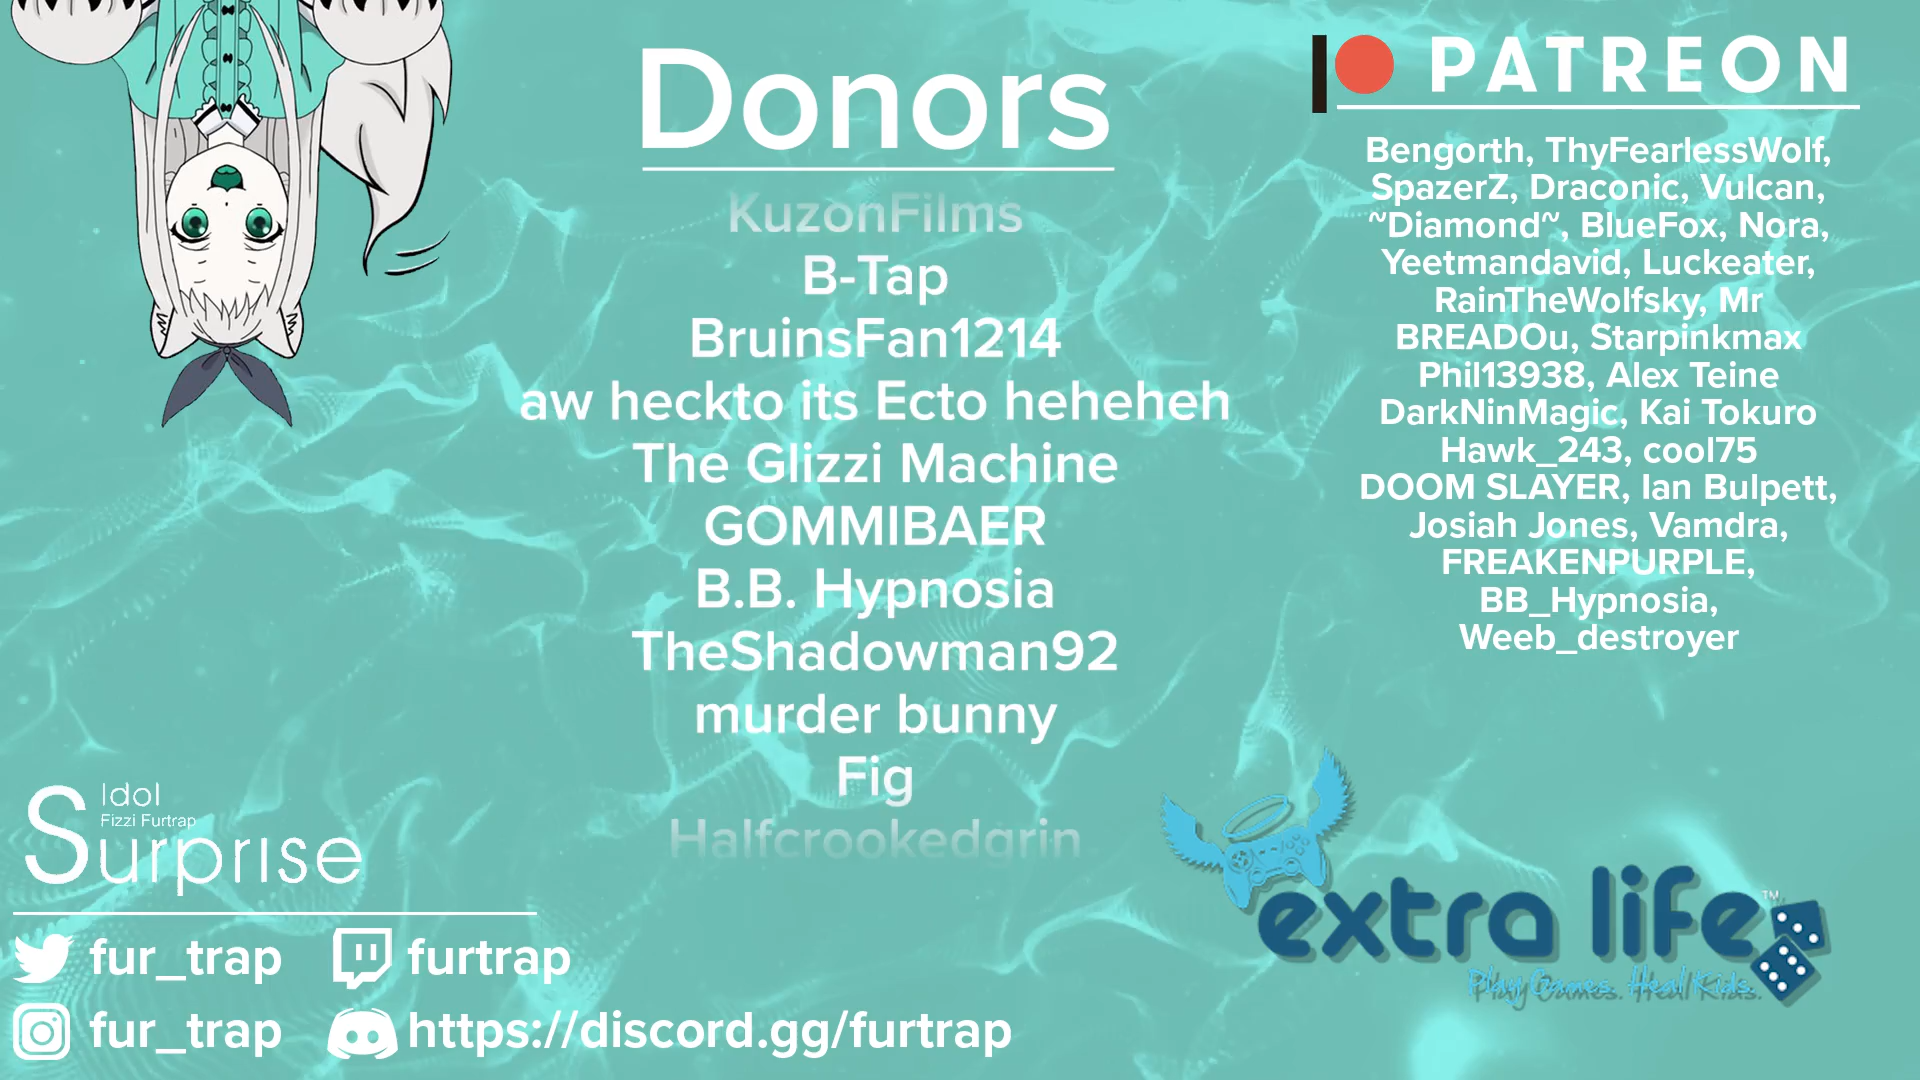 Donors
KuzonFilms
B-Tap
BruinsFan1214
aw heckto its Ecto heheheh
The Glizzi Machine
GOMMIBAER
B.B. Hypnosia
TheShadowman92
murder bunny
Fig
Halfcrookedgrin
PATREON
Bengorth, ThyFearlessWolf,
SpazerZ, Draconic, Vulcan,
~Diamond~, BlueFox, Nora,
Yeetmandavid, Luckeater,
RainTheWolfsky, Mr
BREADOu, Starpinkmax
Phil13938, Alex Teine
DarkNinMagic, Kai Tokuro
Hawk_243, cool75
DOOM SLAYER, Ian Bulpett,
Josiah Jones, Vamdra,
FREAKENPURPLE,
BB_Hypnosia,
Weeb_destroyer
Idol
Fizzi Furtrap
Surprise
fur_trap
furtrap
fur_trap
https://discord.gg/furtrap
extra life™
Play Games. Heal Kids.